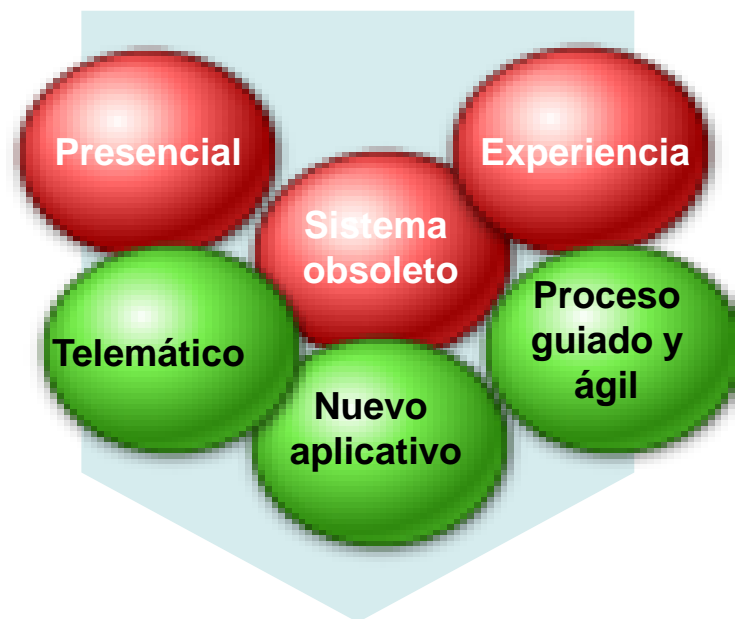 Presencial
Experiencia
Sistema
obsoleto
Telemático
Nuevo
aplicativo
Proceso
guiado y
ágil